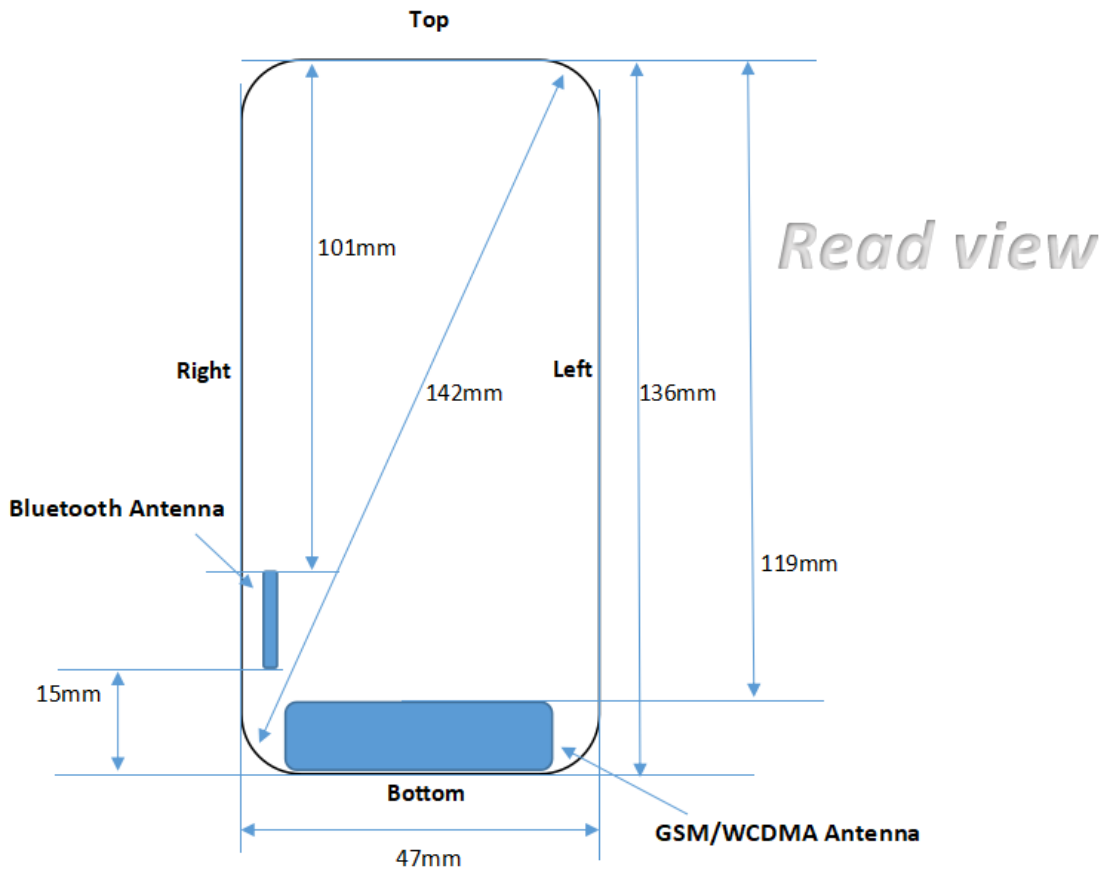 Top
101mm
Read view
Right
Left
142mm
136mm
Bluetooth Antenna
119mm
15mm
Bottom
GSM/WCDMA Antenna
47mm